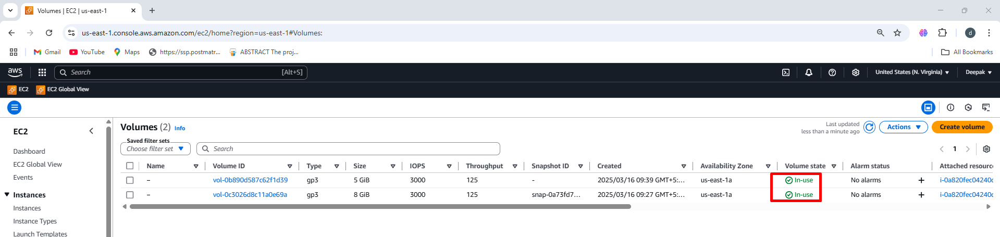 Volumes | EC2 | us-east-1
us-east-1.console.aws.amazon.com/ec2/home?region=us-east-1#Volumes:
d
Gmail YouTube Maps https://ssp.postmatr... ABSTRACT The proj... All Bookmarks
aws Search [Alt+S] United States (N. Virginia) Deepak
EC2 EC2 Global View
EC2
Dashboard
EC2 Global View
Events
Instances
Instances
Instance Types
Launch Templates
Volumes (2) Info
Last updated
less than a minute ago
Actions
Create volume
Saved filter sets
Choose filter set
Search
1
Name Volume ID Type Size IOPS Throughput Snapshot ID Created Availability Zone Volume state Alarm status Attached resourc
– vol-0b890d587c62f1d39 gp3 5 GiB 3000 125 - 2025/03/16 09:39 GMT+5:... us-east-1a In-use No alarms + i-0a820fec04240c
– vol-0c3026d8c11a0e69a gp3 8 GiB 3000 125 snap-0a73fd7... 2025/03/16 09:27 GMT+5:... us-east-1a In-use No alarms + i-0a820fec04240c